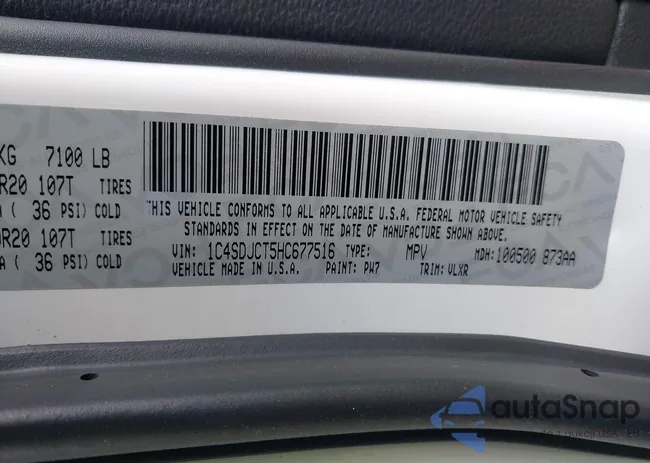 KG 7100 LB
R20 107T TIRES
( 36 PSI) COLD
R20 107T TIRES
( 36 PSI) COLD
THIS VEHICLE CONFORMS TO ALL APPLICABLE U.S.A. FEDERAL MOTOR VEHICLE SAFETY
STANDARDS IN EFFECT ON THE DATE OF MANUFACTURE SHOWN ABOVE.
VIN: 1C4SDJCT5HC677516 TYPE: MPV MDH:100500 873AA
VEHICLE MADE IN U.S.A. PAINT: PW7 TRIM: VLXR
autoSnap